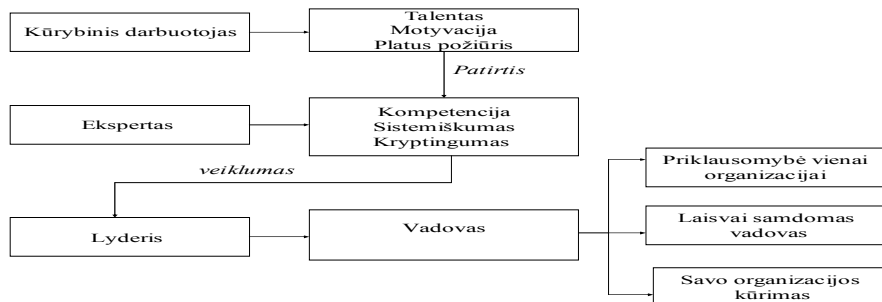 Kūrybinis darbuotojas
Talentas
Motyvacija
Platus požiūris
Patirtis
Ekspertas
Kompetencija
Sistemiškumas
Kryptingumas
veiklumas
Lyderis
Vadovas
Priklausomybė vienai
organizacijai
Laisvai samdomas
vadovas
Savo organizacijos
kūrimas